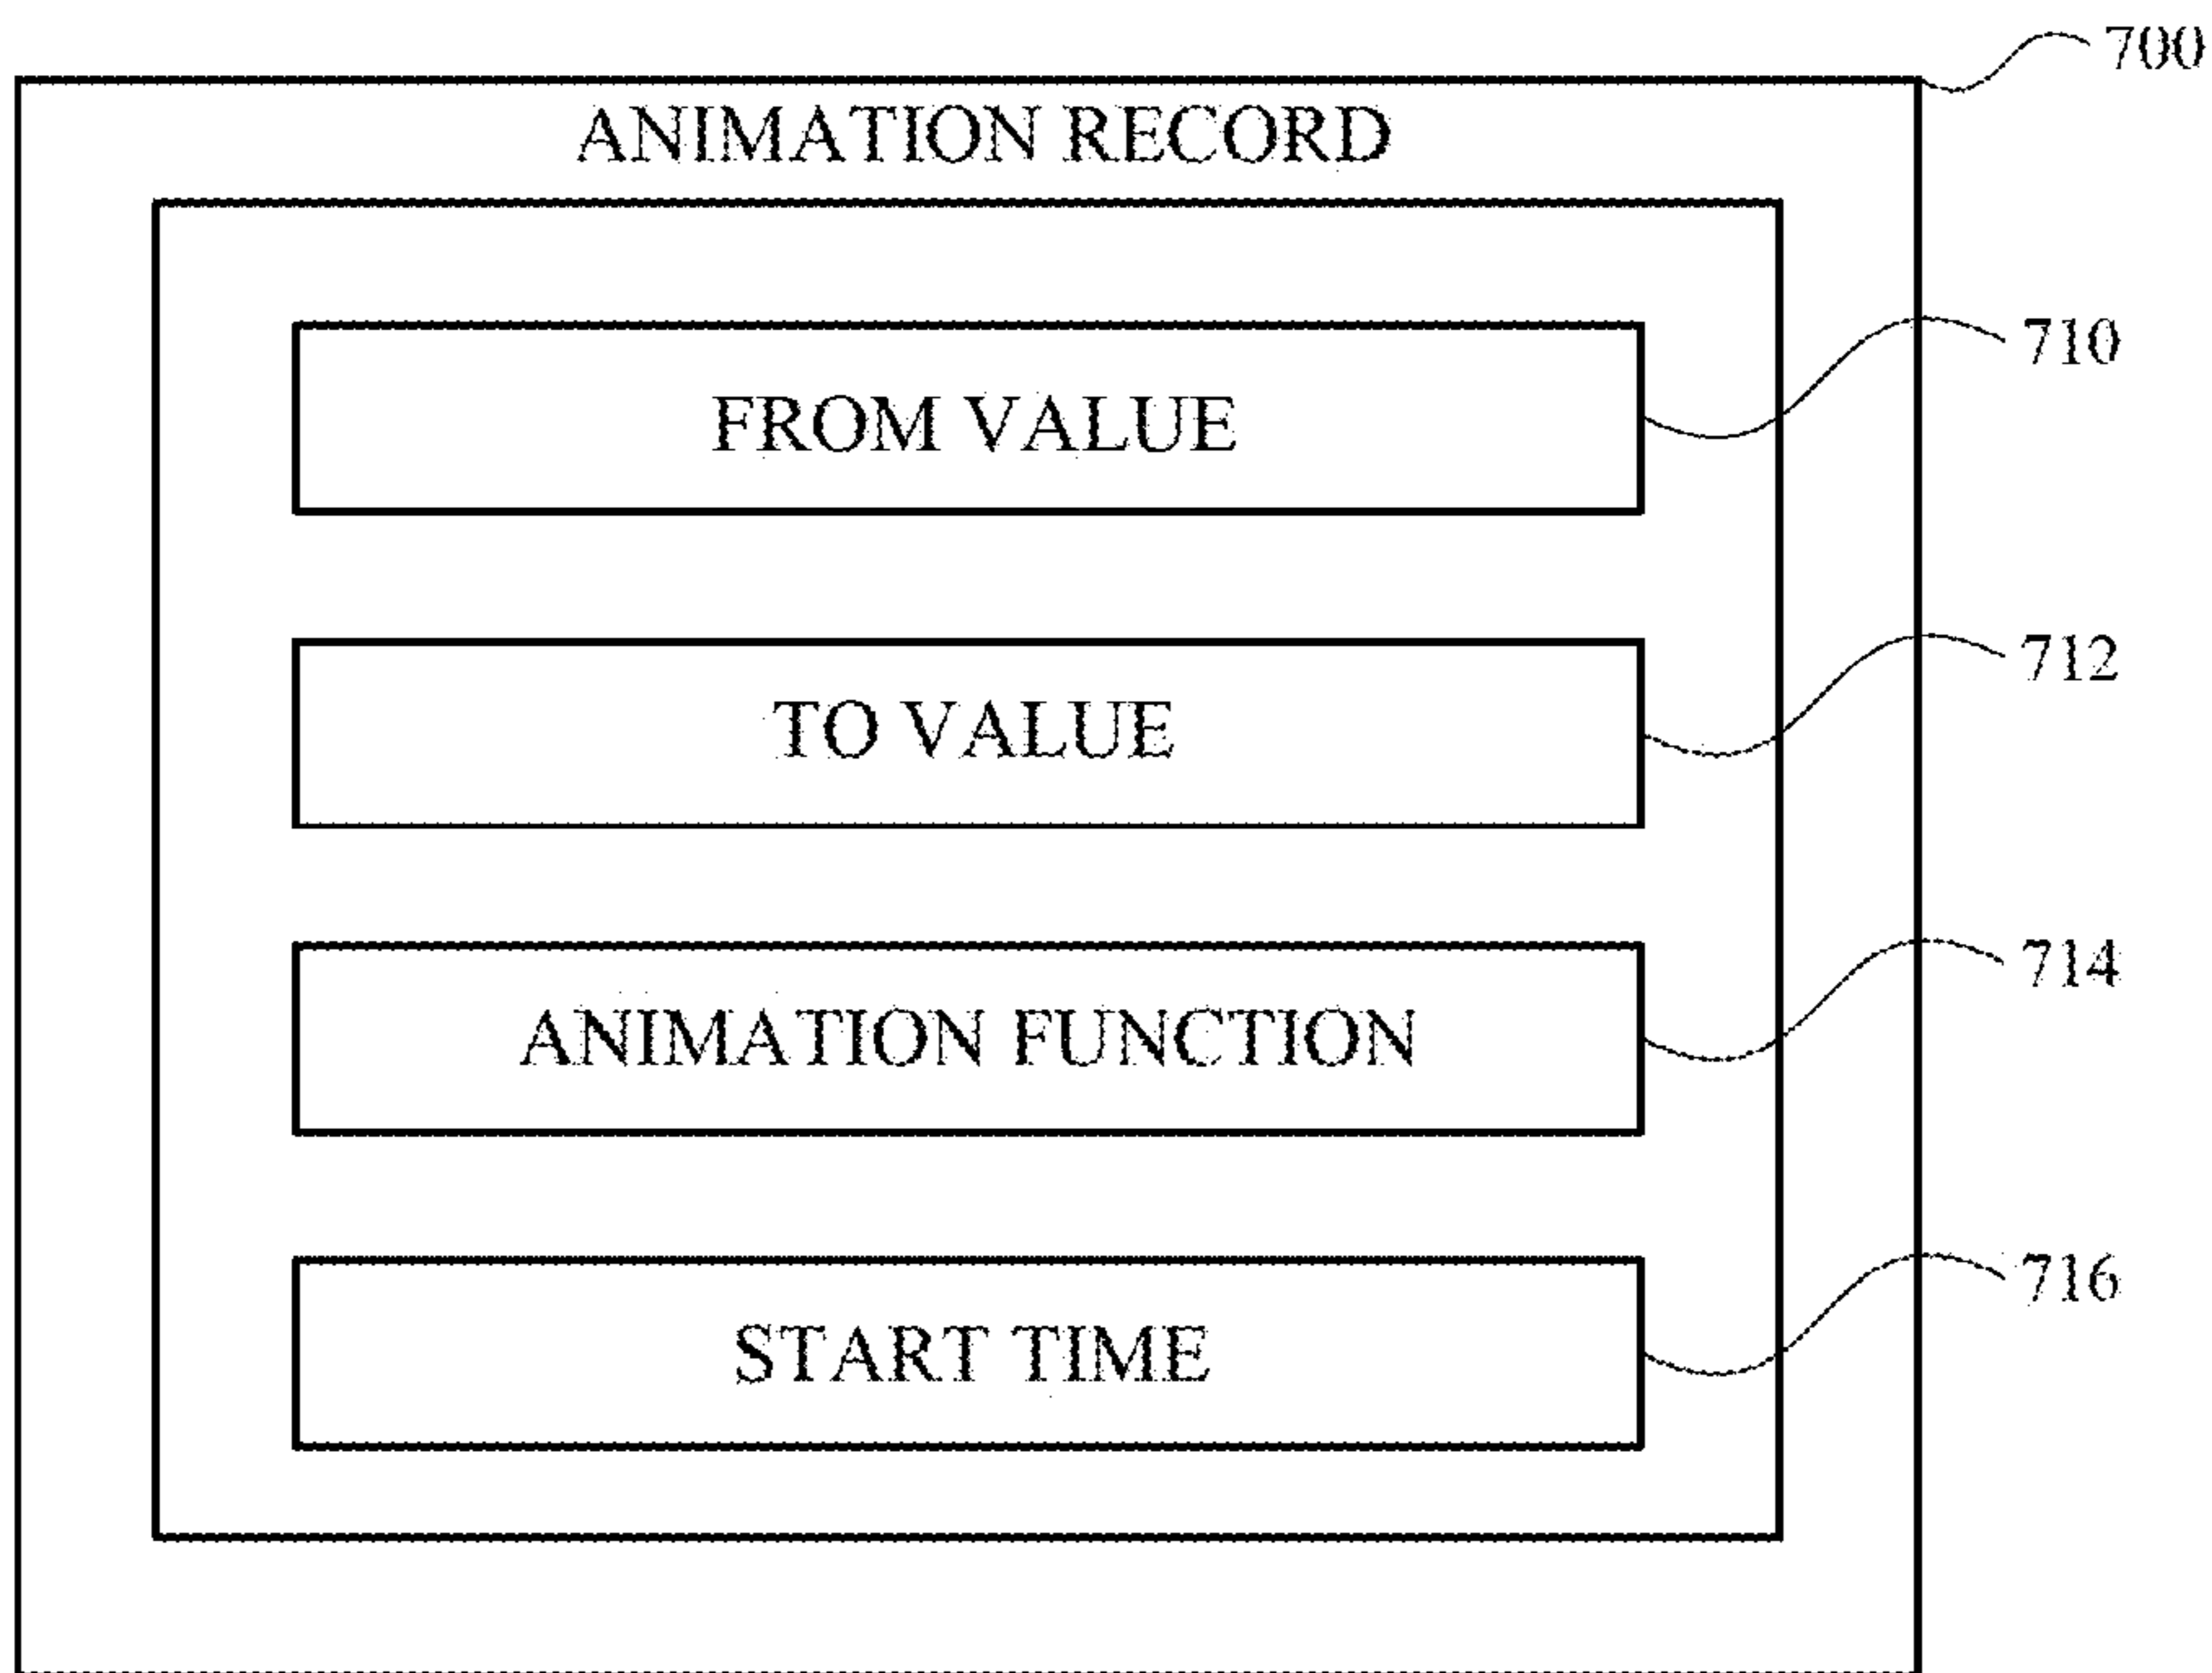 700
ANIMATION RECORD
FROM VALUE
710
TO VALUE
712
ANIMATION FUNCTION
714
START TIME
716